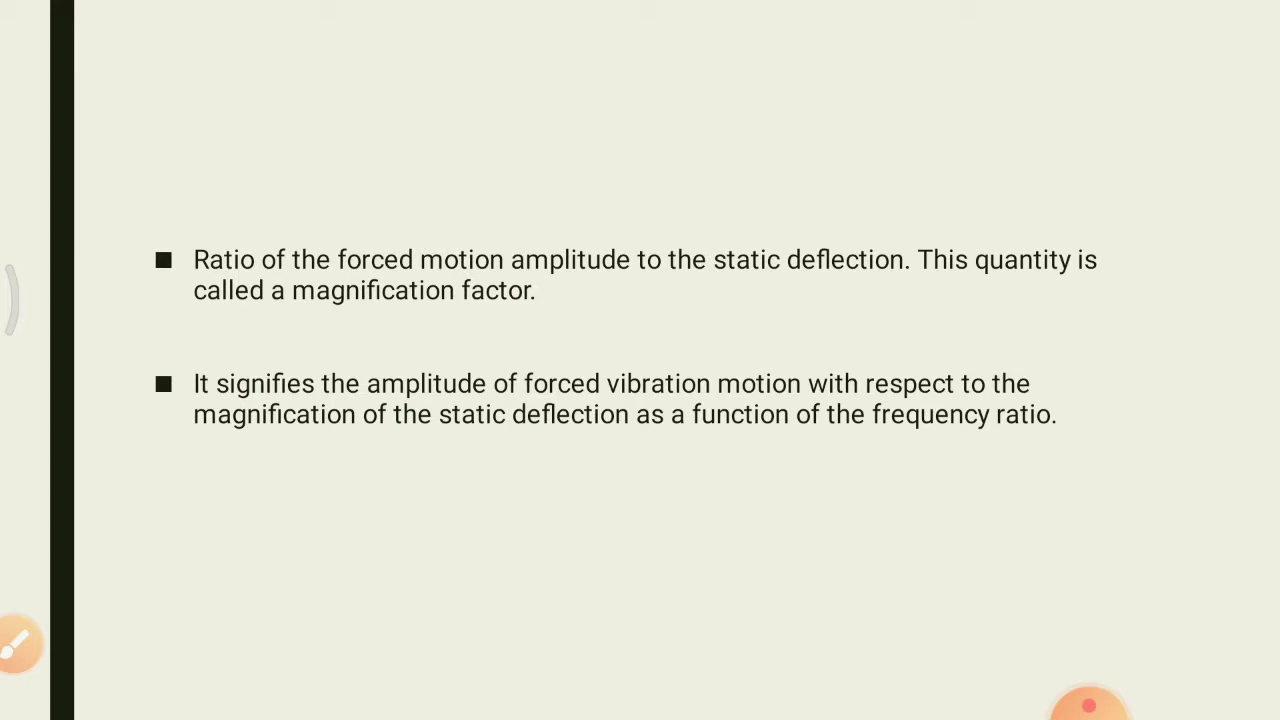 ■ Ratio of the forced motion amplitude to the static deflection. This quantity is
called a magnification factor.
■ It signifies the amplitude of forced vibration motion with respect to the
magnification of the static deflection as a function of the frequency ratio.